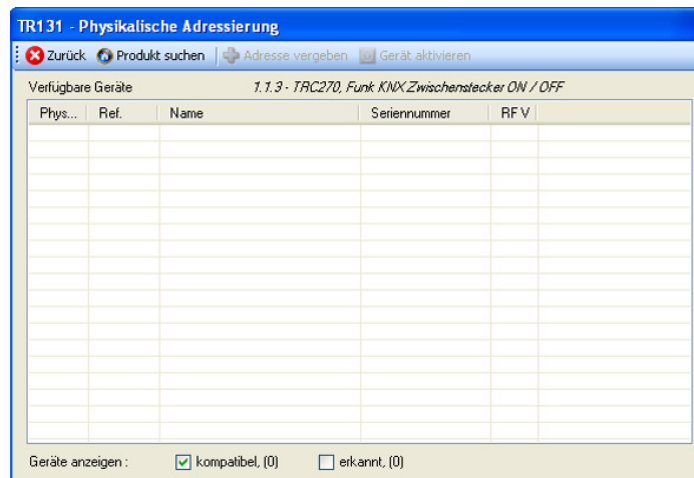 TR131 - Physikalische Adressierung
Zurück Produkt suchen Adresse vergeben Gerät aktivieren
Verfügbare Geräte 1.1.3 - TRC270, Funk KNX Zwischenstecker ON / OFF
Phys... Ref. Name Seriennummer RF V
Geräte anzeigen : kompatibel, (0) erkannt, (0)